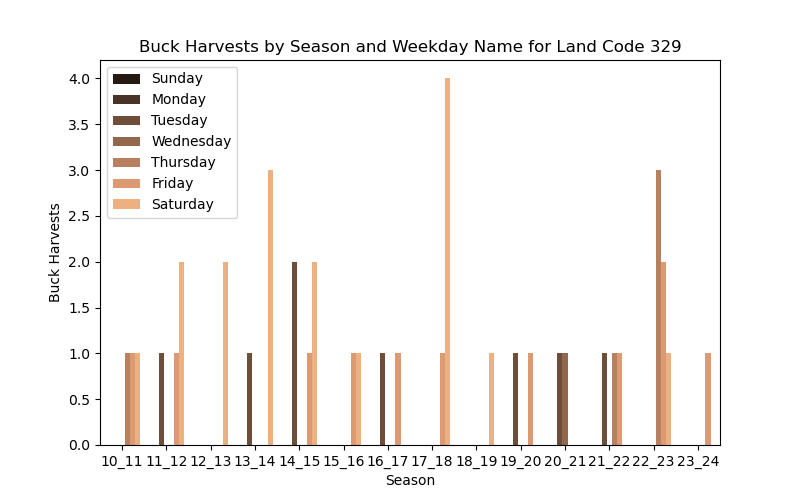 Buck Harvests by Season and Weekday Name for Land Code 329
Sunday
Monday
Tuesday
Wednesday
Thursday
Friday
Saturday
4.0
3.5
3.0
2.5
2.0
1.5
1.0
0.5
0.0
Buck Harvests
10_11 11_12 12_13 13_14 14_15 15_16 16_17 17_18 18_19 19_20 20_21 21_22 22_23 23_24
Season